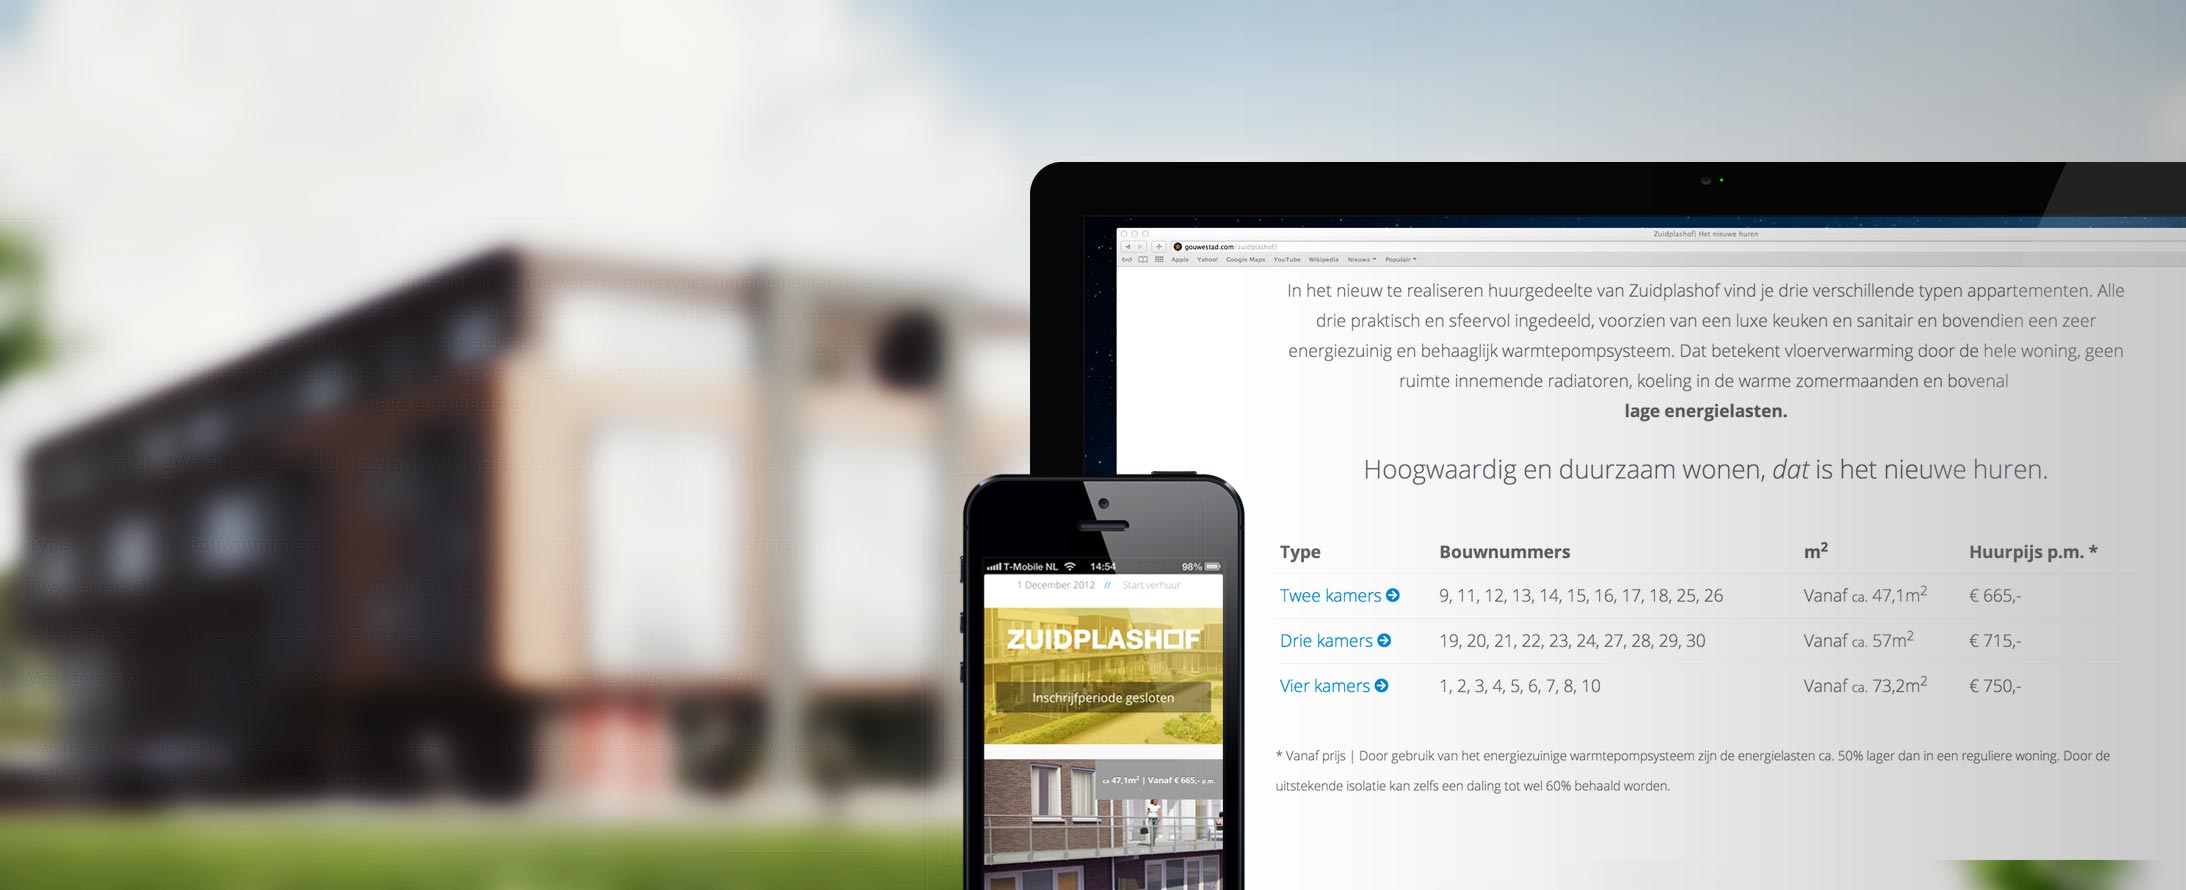 Zuidplashof| Het nieuwe huren
gouwestad.com/zuidplashof/
Apple Yahoo! Google Maps YouTube Wikipedia Nieuws Populair
In het nieuw te realiseren huurgedeelte van Zuidplashof vind je drie verschillende typen appartementen. Alle
drie praktisch en sfeervol ingedeeld, voorzien van een luxe keuken en sanitair en bovendien een zeer
energiezuinig en behaaglijk warmtepompsysteem. Dat betekent vloerverwarming door de hele woning, geen
ruimte innemende radiatoren, koeling in de warme zomermaanden en bovenal
lage energielasten.
Hoogwaardig en duurzaam wonen, dat is het nieuwe huren.
Type Bouwnummers m² Huurpijs p.m. *
Twee kamers 9, 11, 12, 13, 14, 15, 16, 17, 18, 25, 26 Vanaf ca. 47,1m² € 665,-
Drie kamers 19, 20, 21, 22, 23, 24, 27, 28, 29, 30 Vanaf ca. 57m² € 715,-
Vier kamers 1, 2, 3, 4, 5, 6, 7, 8, 10 Vanaf ca. 73,2m² € 750,-
* Vanaf prijs | Door gebruik van het energiezuinige warmtepompsysteem zijn de energielasten ca. 50% lager dan in een reguliere woning. Door de
uitstekende isolatie kan zelfs een daling tot wel 60% behaald worden.
T-Mobile NL 14:54 98%
1 December 2012 // Start verhuur
ZUIDPLASHOF
Inschrijfperiode gesloten
ca 47,1m² | Vanaf € 665,- p.m.